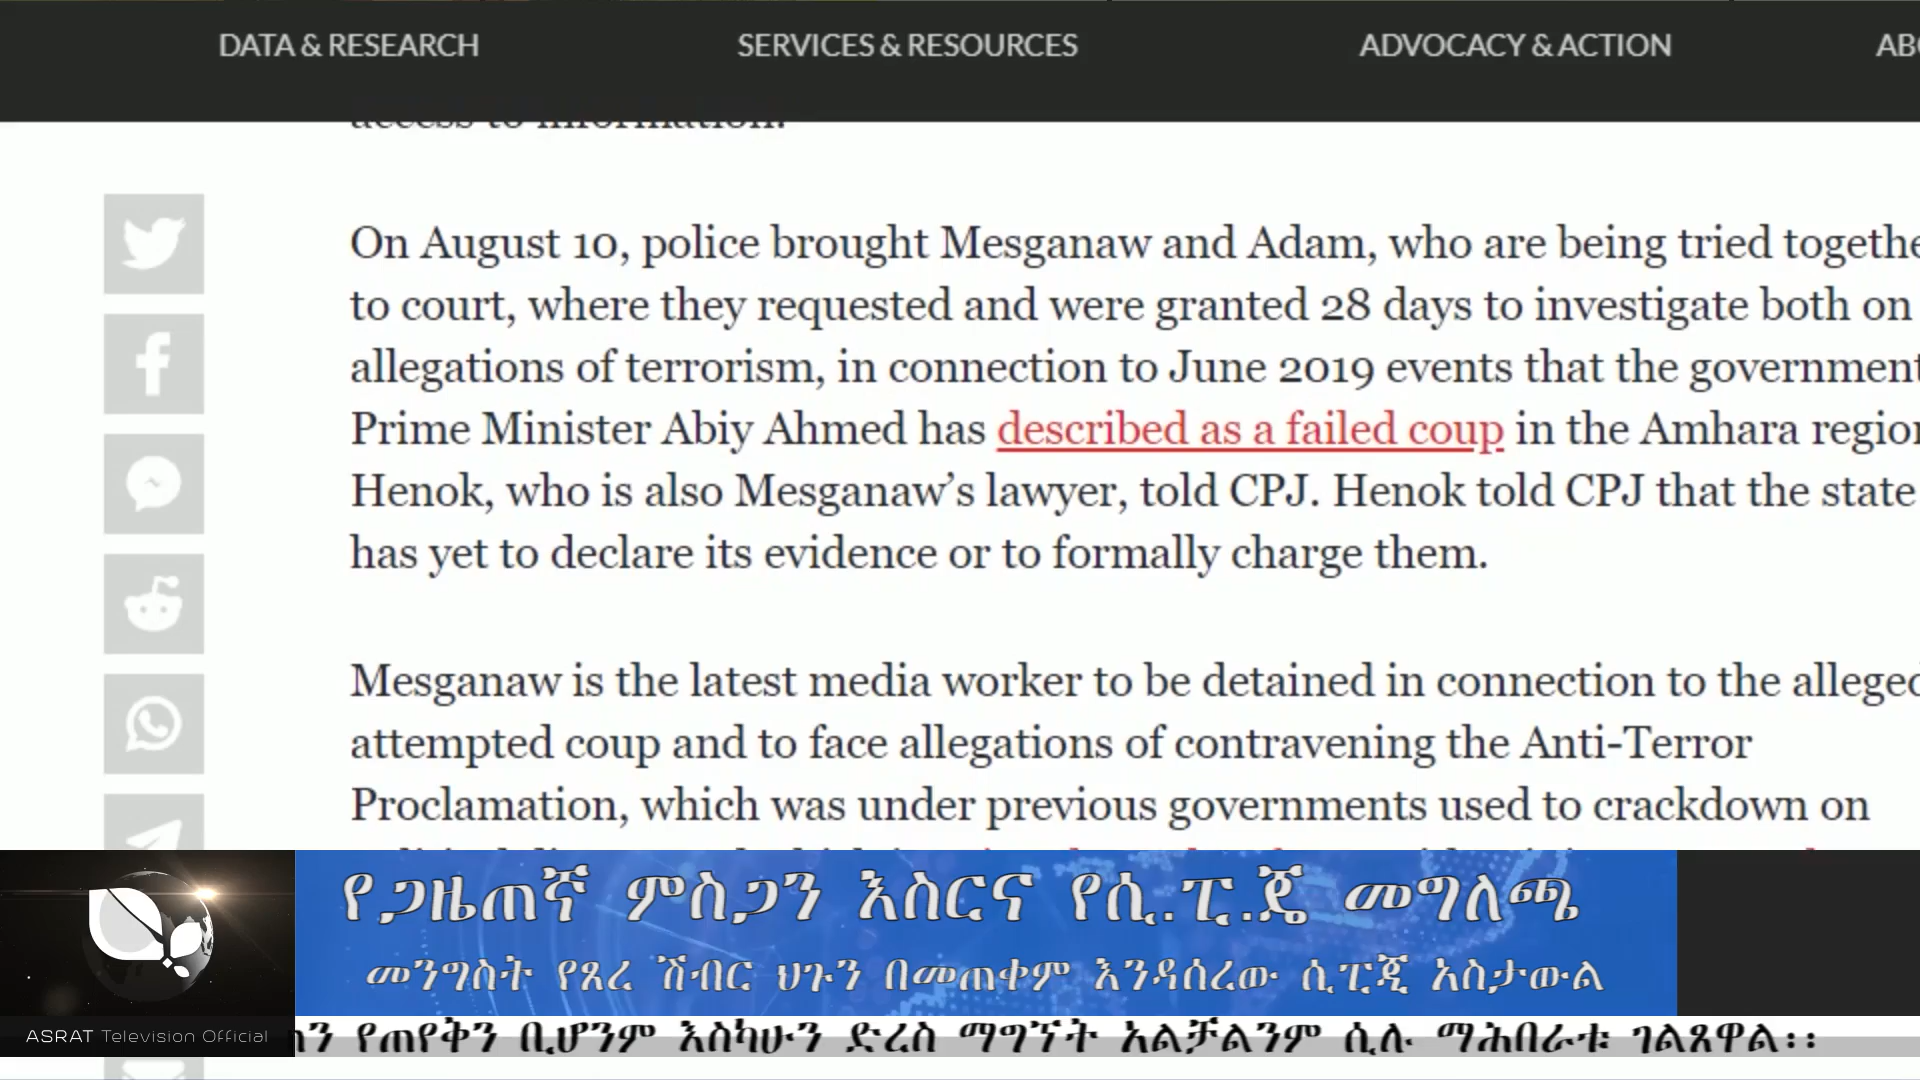 DATA & RESEARCH SERVICES & RESOURCES ADVOCACY & ACTION
access to information.
On August 10, police brought Mesganaw and Adam, who are being tried
to court, where they requested and were granted 28 days to investigate both on
allegations of terrorism, in connection to June 2019 events that the government
Prime Minister Abiy Ahmed has described as a failed coup in the Amhara
Henok, who is also Mesganaw’s lawyer, told CPJ. Henok told CPJ that the state
has yet to declare its evidence or to formally charge them.
Mesganaw is the latest media worker to be detained in connection to the
attempted coup and to face allegations of contravening the Anti-Terror
Proclamation, which was under previous governments used to crackdown on
የጋዜጠኛ ምስጋን እስርና የሲ.ፒ.ጄ መግለጫ
መንግስት የጸረ ሽብር ህጉን በመጠቀም እንዳሰረው ሲፒጂ አስታውል
ASRAT Television Official
የጠየቅን ቢሆንም እስካሁን ድረስ ማግኘት አልቻልንም ሲሉ ማሕበራቱ ገልጸዋል፡፡